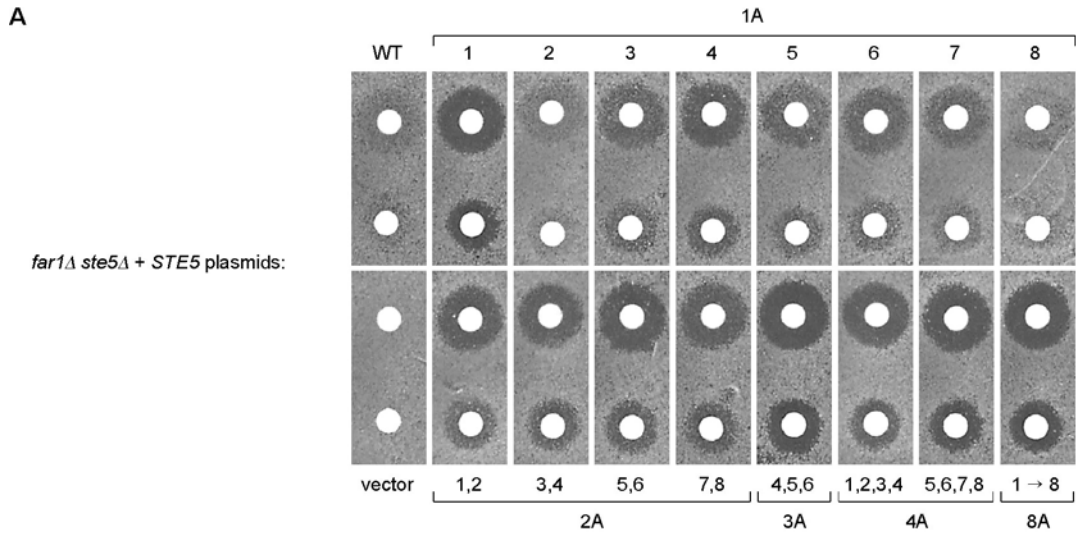 A
1A
WT 1 2 3 4 5 6 7 8
far1Δ ste5Δ + STE5 plasmids:
vector 1,2 3,4 5,6 7,8 4,5,6 1,2,3,4 5,6,7,8 1 → 8
2A 3A 4A 8A